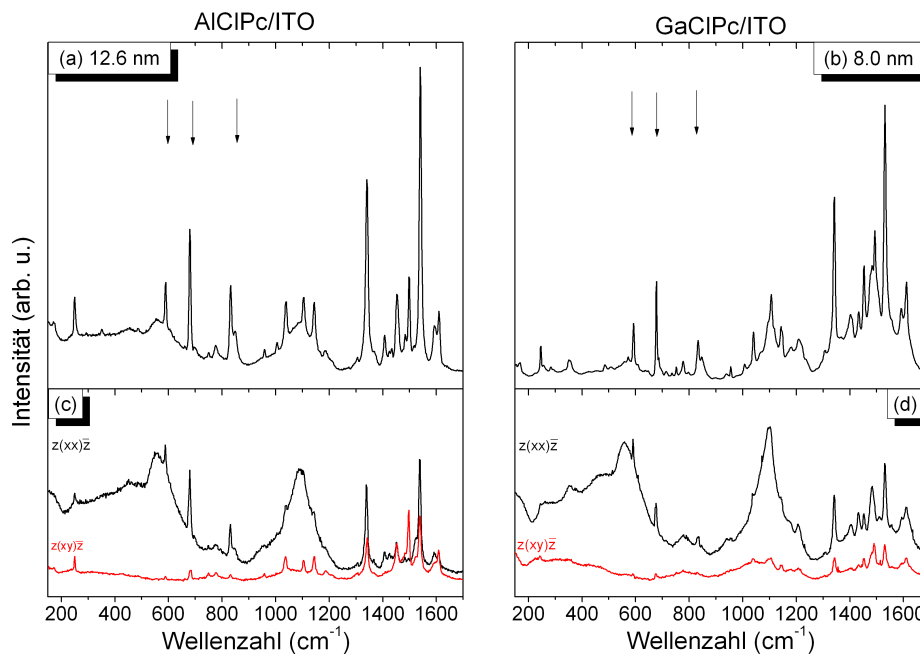 AlClPc/ITO
GaClPc/ITO
(a) 12.6 nm
(b) 8.0 nm
Intensität (arb. u.)
(c)
(d)
z(xx)z̅
z(xx)z̅
z(xy)z̅
z(xy)z̅
200 400 600 800 1000 1200 1400 1600
200 400 600 800 1000 1200 1400 1600
Wellenzahl (cm⁻¹)
Wellenzahl (cm⁻¹)